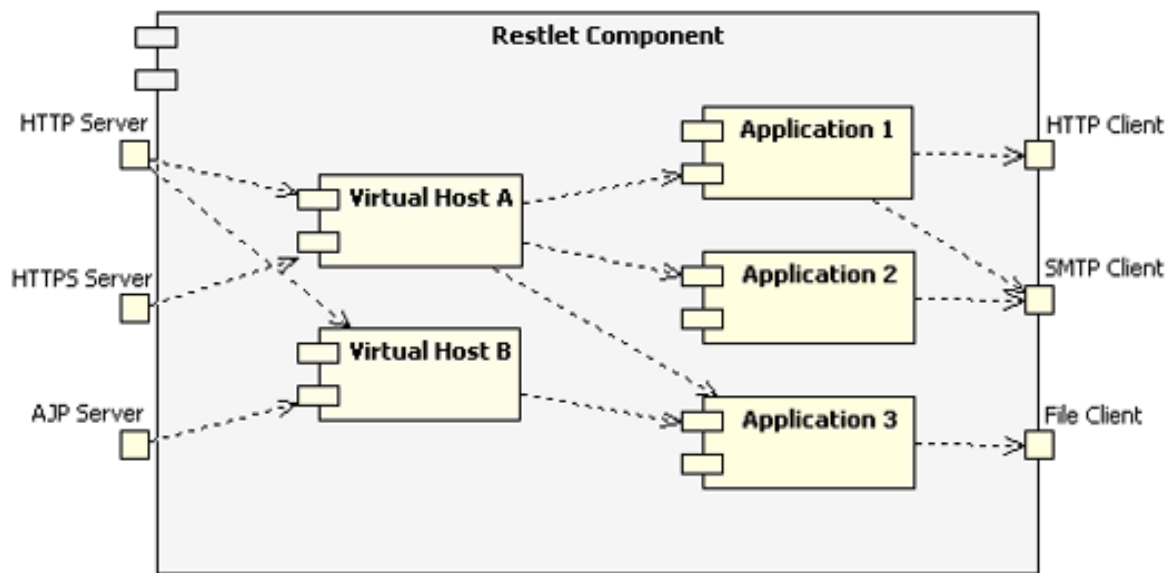 Restlet Component
HTTP Server
Application 1
HTTP Client
Virtual Host A
HTTPS Server
Application 2
SMTP Client
Virtual Host B
AJP Server
Application 3
File Client